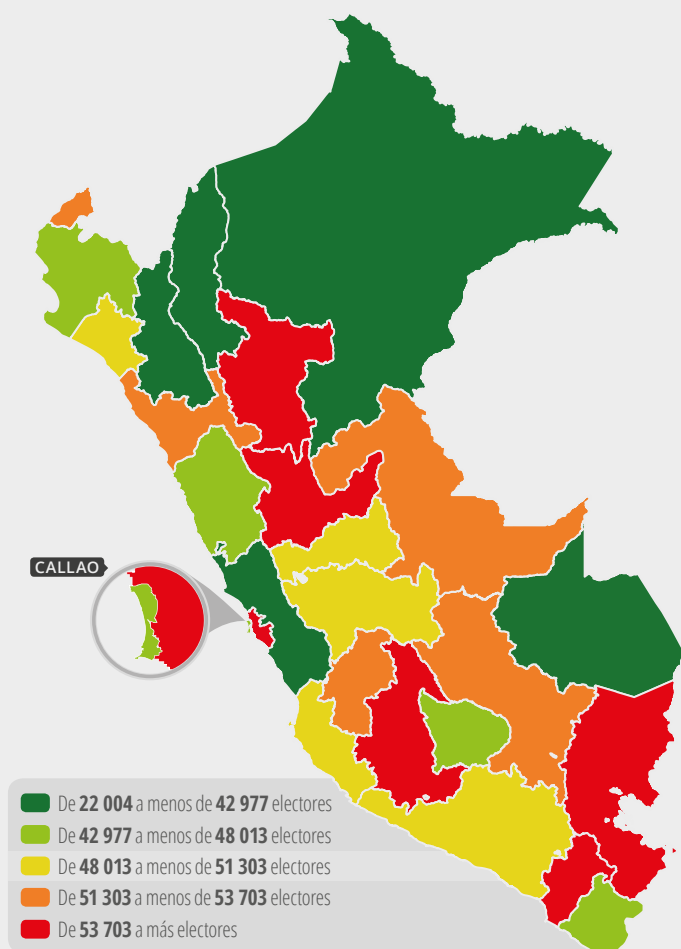 CALLAO
De 22 004 a menos de 42 977 electores
De 42 977 a menos de 48 013 electores
De 48 013 a menos de 51 303 electores
De 51 303 a menos de 53 703 electores
De 53 703 a más electores